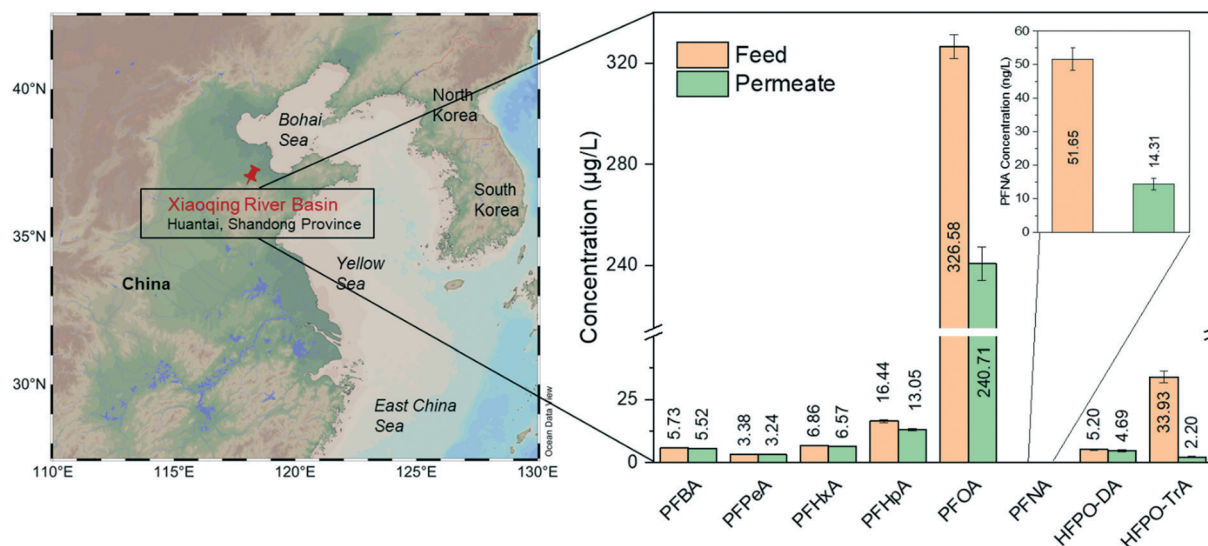 40°N
35°N
30°N
110°E
115°E
120°E
125°E
130°E
Bohai
Sea
North
Korea
South
Korea
Xiaoqing River Basin
Huantai, Shandong Province
China
Yellow
Sea
East China
Sea
Ocean Data View
Concentration (µg/L)
320
280
240
25
0
Feed
Permeate
5.73
5.52
3.38
3.24
6.86
6.57
16.44
13.05
326.58
240.71
5.20
4.69
33.93
2.20
PFBA
PFPeA
PFHxA
PFHpA
PFOA
PFNA
HFPO-DA
HFPO-TrA
PFNA Concentration (ng/L)
60
50
40
30
20
10
0
51.65
14.31